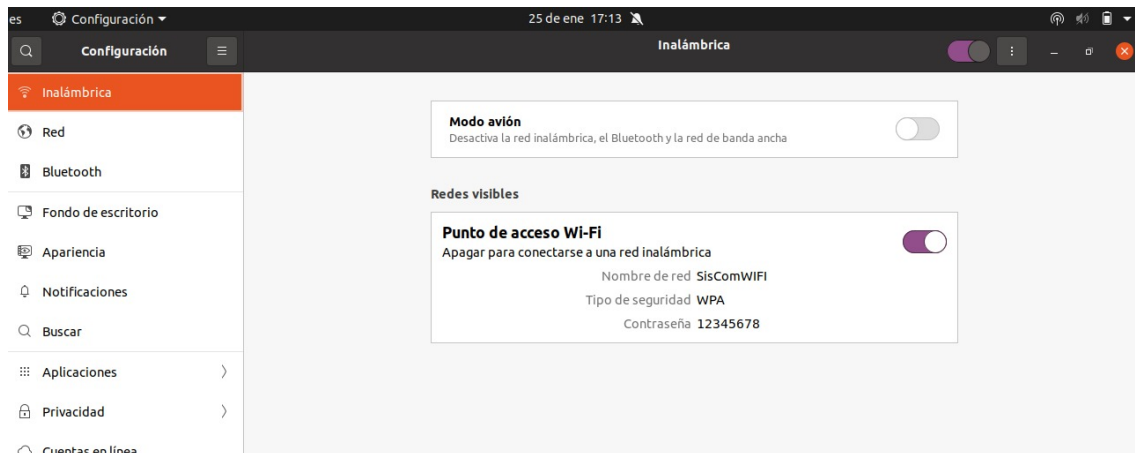 es Configuración 25 de ene 17:13
Configuración Inalámbrica
Inalámbrica
Red
Bluetooth
Fondo de escritorio
Apariencia
Notificaciones
Buscar
Aplicaciones
Privacidad
Cuentas en línea
Modo avión
Desactiva la red inalámbrica, el Bluetooth y la red de banda ancha
Redes visibles
Punto de acceso Wi-Fi
Apagar para conectarse a una red inalámbrica
Nombre de red SisComWIFI
Tipo de seguridad WPA
Contraseña 12345678